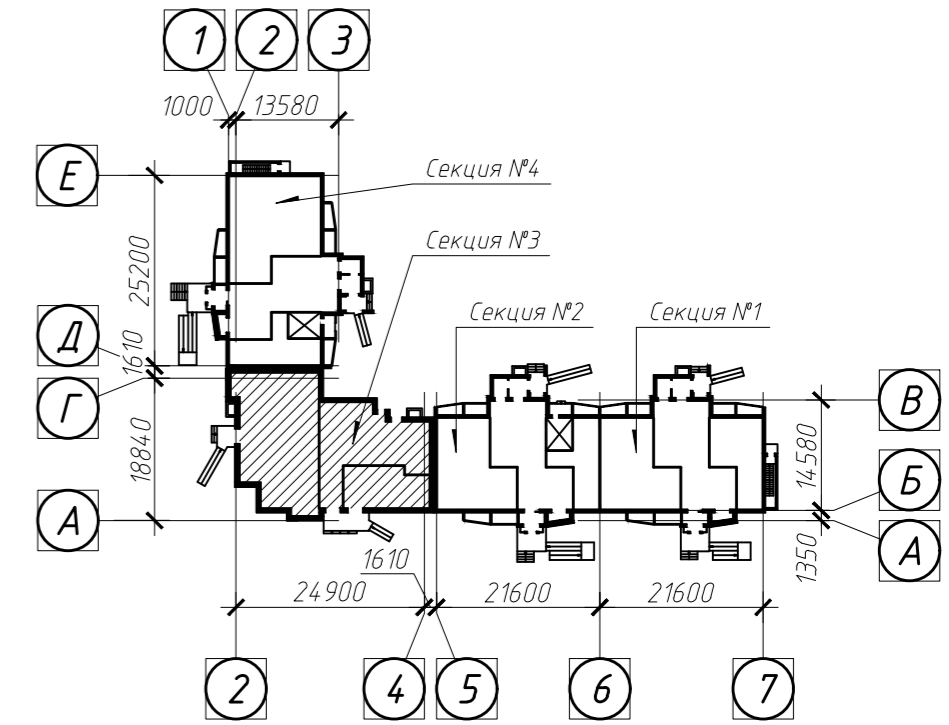 1 2 3
1000 13580
Е
Секция №4
Секция №3
25200
Д
1610
Секция №2 Секция №1
Г
В
18840
14580
Б
А
А
1350
1610
24900 21600 21600
2 4 5 6 7